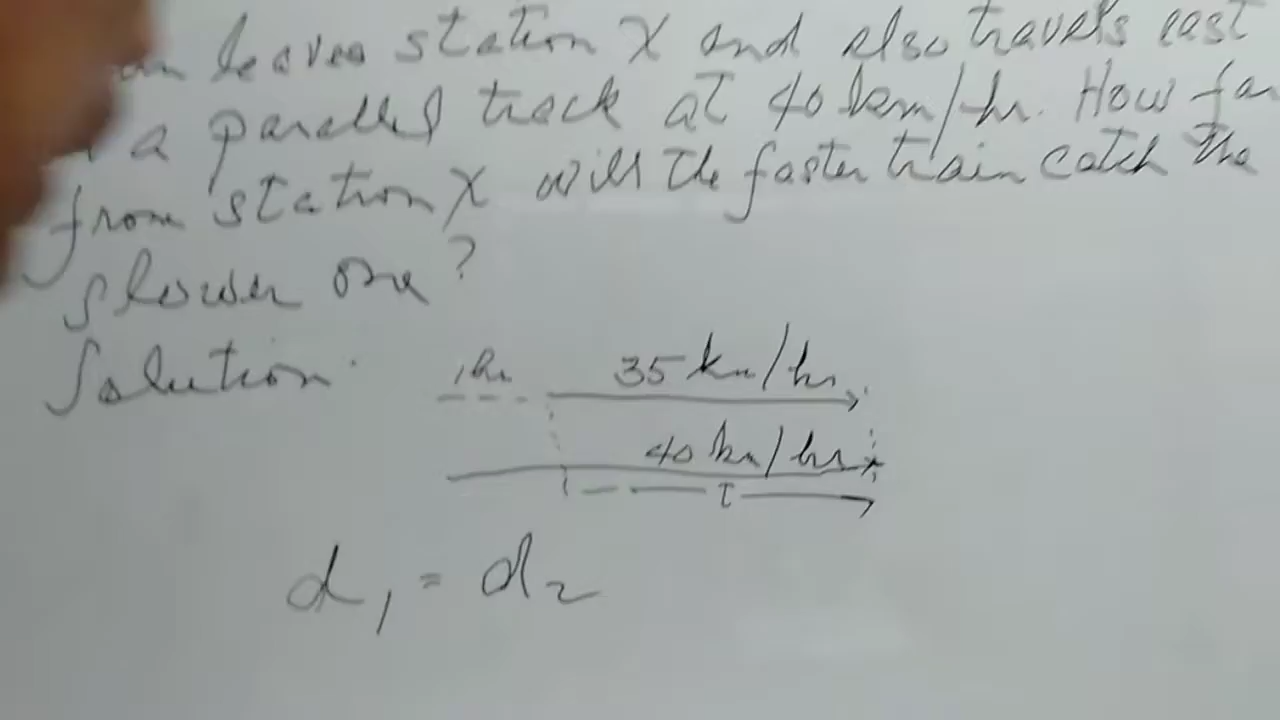 leaves station X and also travels east
a parallel track at 40 km/hr. How far
from station X will the faster train catch the
slower one?
Solution.
1hr 35 km/hr
40 km/hr
t
d₁ = d₂